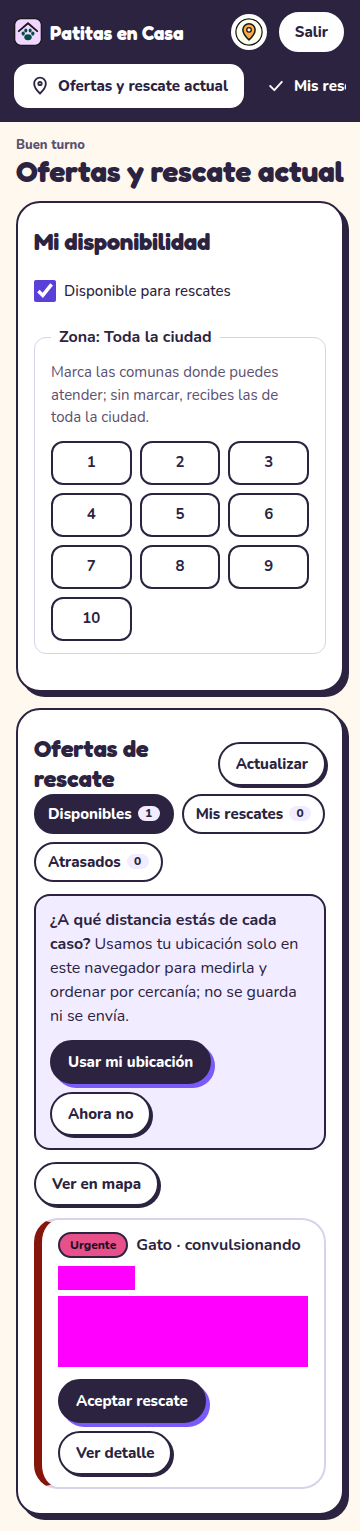 Patitas en Casa
Salir
Ofertas y rescate actual
Mis resc
Buen turno
Ofertas y rescate actual
Mi disponibilidad
Disponible para rescates
Zona: Toda la ciudad
Marca las comunas donde puedes
atender; sin marcar, recibes las de
toda la ciudad.
1
2
3
4
5
6
7
8
9
10
Ofertas de
rescate
Actualizar
Disponibles 1
Mis rescates 0
Atrasados 0
¿A qué distancia estás de cada
caso? Usamos tu ubicación solo en
este navegador para medirla y
ordenar por cercanía; no se guarda
ni se envía.
Usar mi ubicación
Ahora no
Ver en mapa
Urgente Gato · convulsionando
Aceptar rescate
Ver detalle